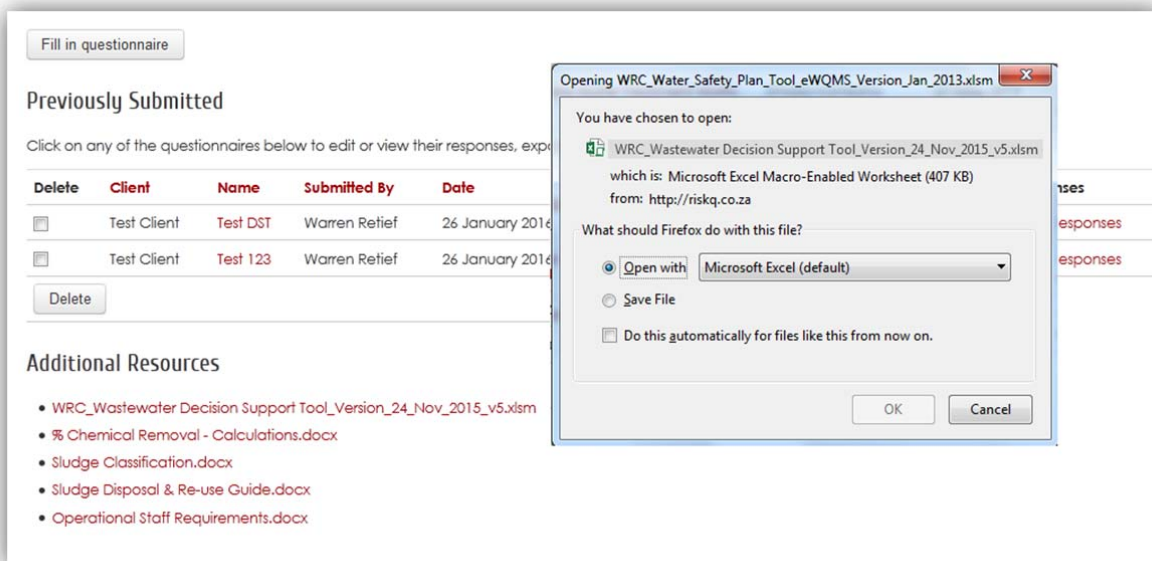 Fill in questionnaire
Previously Submitted
Click on any of the questionnaires below to edit or view their responses,
Delete Client Name Submitted By Date
Test Client Test DST Warren Retief 26 January 2016
Test Client Test 123 Warren Retief 26 January 2016
Delete
Additional Resources
• WRC_Wastewater Decision Support Tool_Version_24_Nov_2015_v5.xlsm
• % Chemical Removal - Calculations.docx
• Sludge Classification.docx
• Sludge Disposal & Re-use Guide.docx
• Operational Staff Requirements.docx
Opening WRC_Water_Safety_Plan_Tool_eWQMS_Version_Jan_2013.xlsm
You have chosen to open:
WRC_Wastewater Decision Support Tool_Version_24_Nov_2015_v5.xlsm
which is: Microsoft Excel Macro-Enabled Worksheet (407 KB)
from: http://riskq.co.za
What should Firefox do with this file?
Open with Microsoft Excel (default)
Save File
Do this automatically for files like this from now on.
OK Cancel